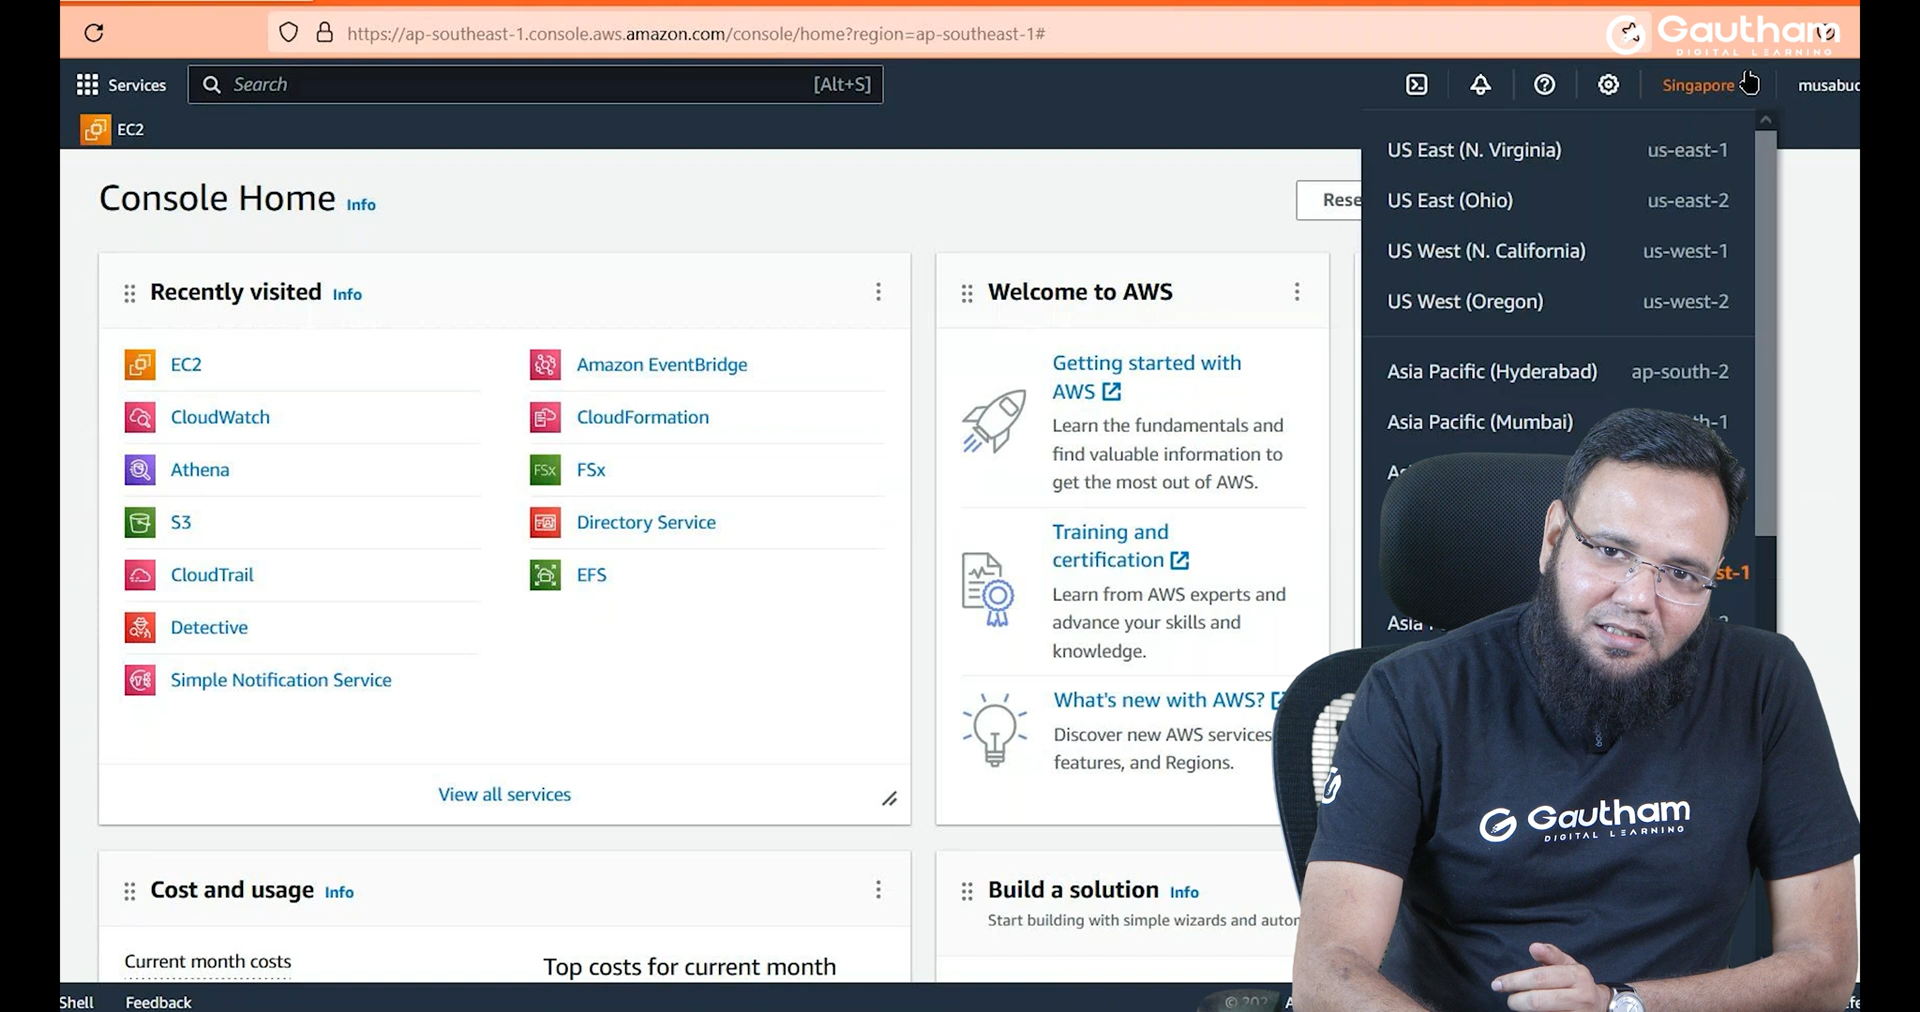 https://ap-southeast-1.console.aws.amazon.com/console/home?region=ap-southeast-1#
Gautham
DIGITAL LEARNING
Services
Search
[Alt+S]
Singapore
EC2
Console Home
Info
US East (N. Virginia) us-east-1
US East (Ohio) us-east-2
US West (N. California) us-west-1
US West (Oregon) us-west-2
Asia Pacific (Hyderabad) ap-south-2
Asia Pacific (Mumbai)
Recently visited
Info
EC2
CloudWatch
Athena
S3
CloudTrail
Detective
Simple Notification Service
Amazon EventBridge
CloudFormation
FSx
FSx
Directory Service
EFS
View all services
Welcome to AWS
Getting started with
AWS
Learn the fundamentals and
find valuable information to
get the most out of AWS.
Training and
certification
Learn from AWS experts and
advance your skills and
knowledge.
What's new with AWS?
Discover new AWS services
features, and Regions.
Cost and usage
Info
Current month costs
Top costs for current month
Build a solution
Info
Start building with simple wizards and
Gautham
DIGITAL LEARNING
Shell
Feedback